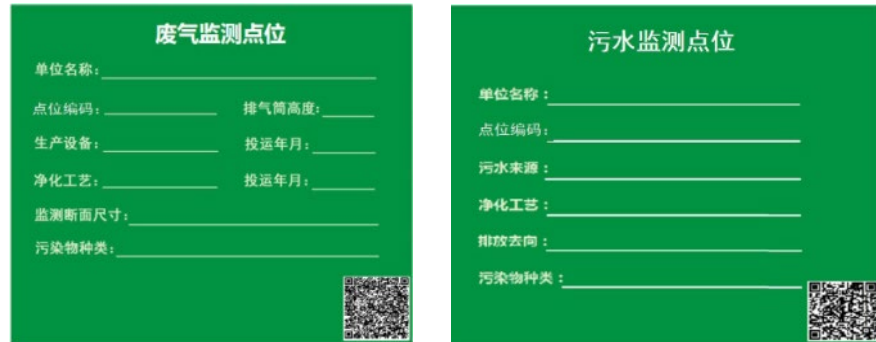 废气监测点位
单位名称：
点位编码： 排气筒高度：
生产设备： 投运年月：
净化工艺： 投运年月：
监测断面尺寸：
污染物种类：
污水监测点位
单位名称：
点位编码：
污水来源：
净化工艺：
排放去向：
污染物种类：